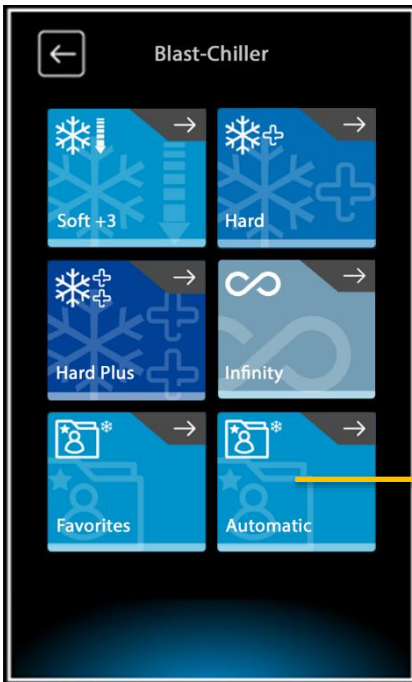 Blast-Chiller
Soft +3
Hard
Hard Plus
Infinity
Favorites
Automatic